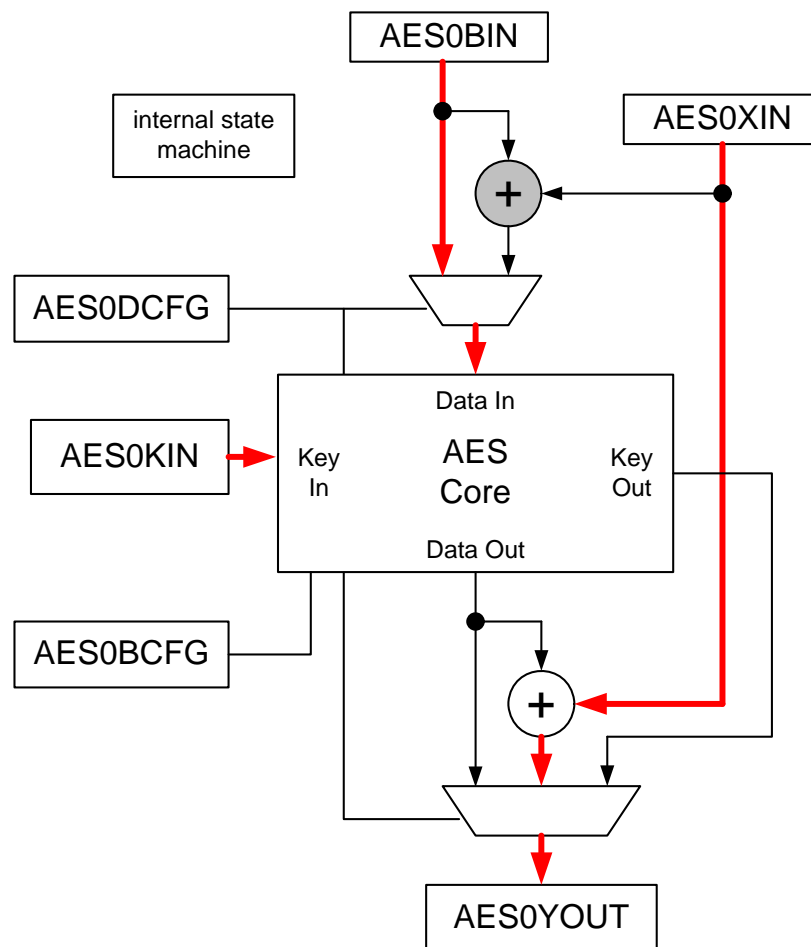 AES0BIN
internal state
machine
AES0XIN
+
AES0DCFG
Data In
AES0KIN
Key
In
AES
Core
Key
Out
Data Out
AES0BCFG
+
AES0YOUT